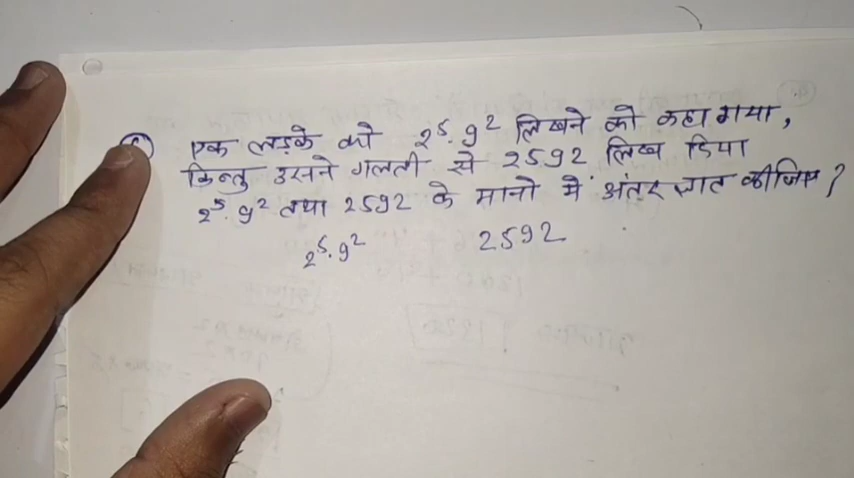 एक लड़के को 2⁵.9² लिखने को कहा गया,
किन्तु उसने गलती से 2592 लिख दिया
2⁵.9² तथा 2592 के मानो में अंतर ज्ञात कीजिए?
2⁵.9² 2592